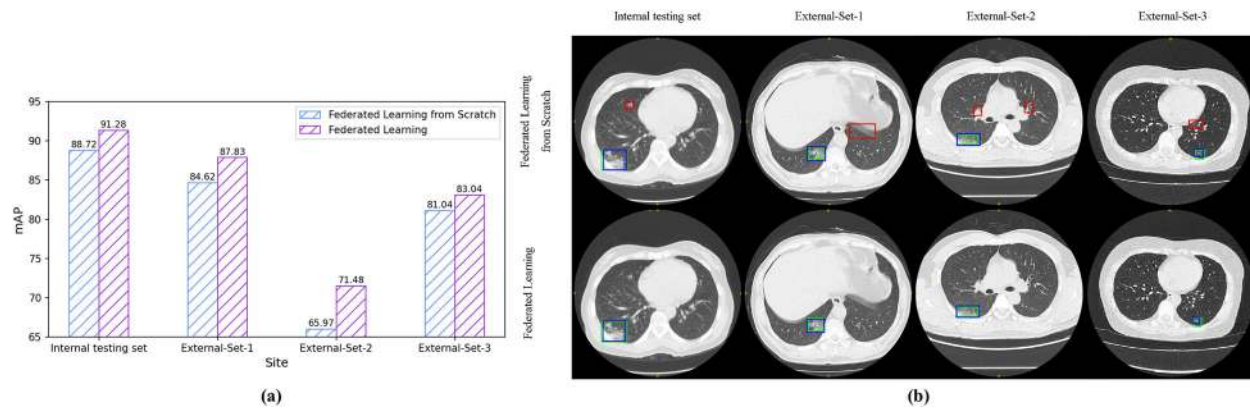 95
90
85
80
75
70
65
mAP
Federated Learning from Scratch
Federated Learning
88.72
91.28
84.62
87.83
65.97
71.48
81.04
83.04
Internal testing set
External-Set-1
External-Set-2
External-Set-3
Site
(a)
Internal testing set
External-Set-1
External-Set-2
External-Set-3
Federated Learning
from Scratch
Federated Learning
(b)